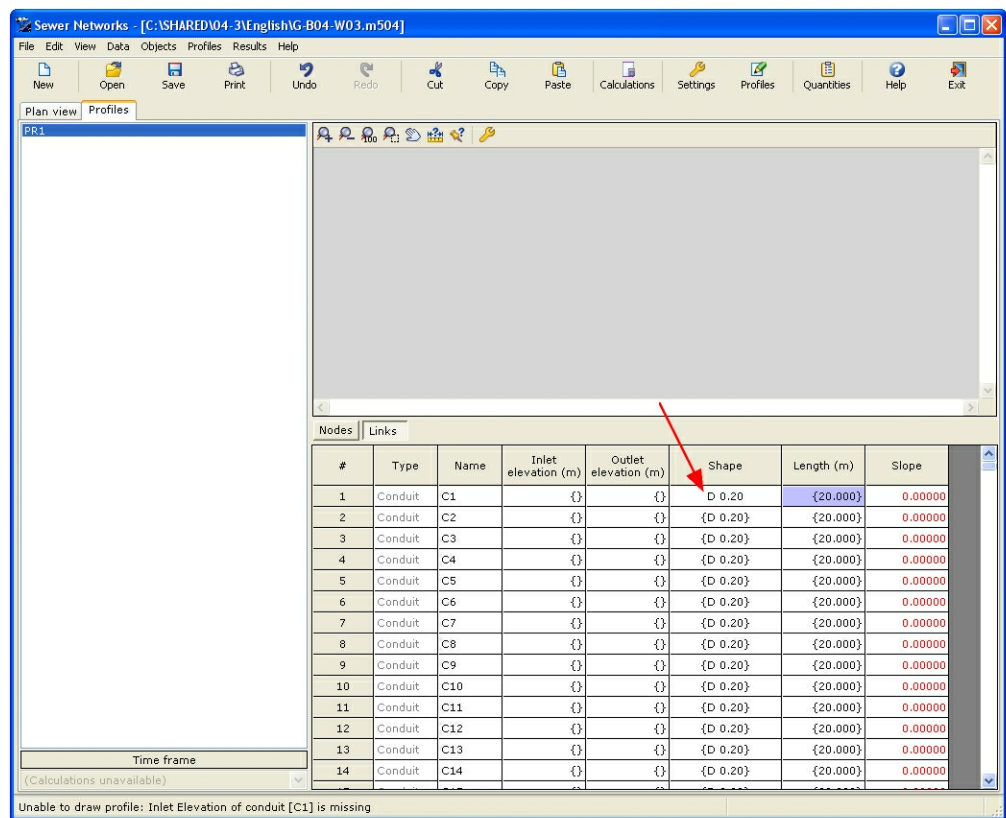 Sewer Networks - [C:\SHARED\04-3\English\G-B04-W03.m504]
File Edit View Data Objects Profiles Results Help
New Open Save Print Undo Redo Cut Copy Paste Calculations Settings Profiles Quantities Help Exit
Plan view Profiles
PR1
100
Nodes Links
# Type Name Inlet elevation (m) Outlet elevation (m) Shape Length (m) Slope
1 Conduit C1 {} {} D 0.20 {20.000} 0.00000
2 Conduit C2 {} {} {D 0.20} {20.000} 0.00000
3 Conduit C3 {} {} {D 0.20} {20.000} 0.00000
4 Conduit C4 {} {} {D 0.20} {20.000} 0.00000
5 Conduit C5 {} {} {D 0.20} {20.000} 0.00000
6 Conduit C6 {} {} {D 0.20} {20.000} 0.00000
7 Conduit C7 {} {} {D 0.20} {20.000} 0.00000
8 Conduit C8 {} {} {D 0.20} {20.000} 0.00000
9 Conduit C9 {} {} {D 0.20} {20.000} 0.00000
10 Conduit C10 {} {} {D 0.20} {20.000} 0.00000
11 Conduit C11 {} {} {D 0.20} {20.000} 0.00000
12 Conduit C12 {} {} {D 0.20} {20.000} 0.00000
13 Conduit C13 {} {} {D 0.20} {20.000} 0.00000
14 Conduit C14 {} {} {D 0.20} {20.000} 0.00000
Time frame
(Calculations unavailable)
Unable to draw profile: Inlet Elevation of conduit [C1] is missing